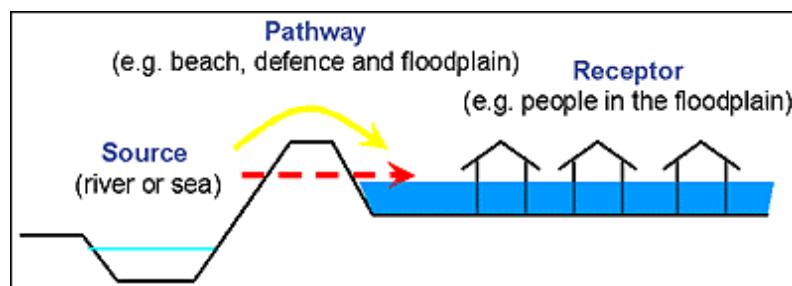 Pathway
(e.g. beach, defence and floodplain)
Receptor
(e.g. people in the floodplain)
Source
(river or sea)